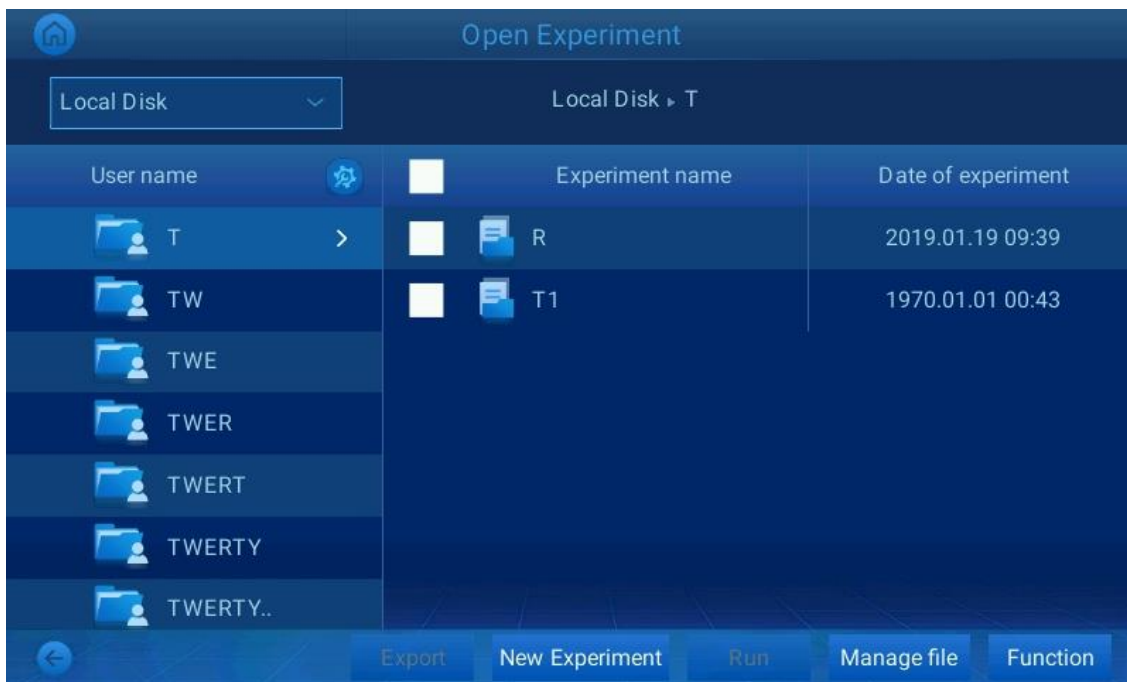 Open Experiment
Local Disk
Local Disk ▸ T
User name
Experiment name
Date of experiment
T
R
2019.01.19 09:39
TW
T1
1970.01.01 00:43
TWE
TWER
TWERT
TWERTY
TWERTY..
Export
New Experiment
Run
Manage file
Function